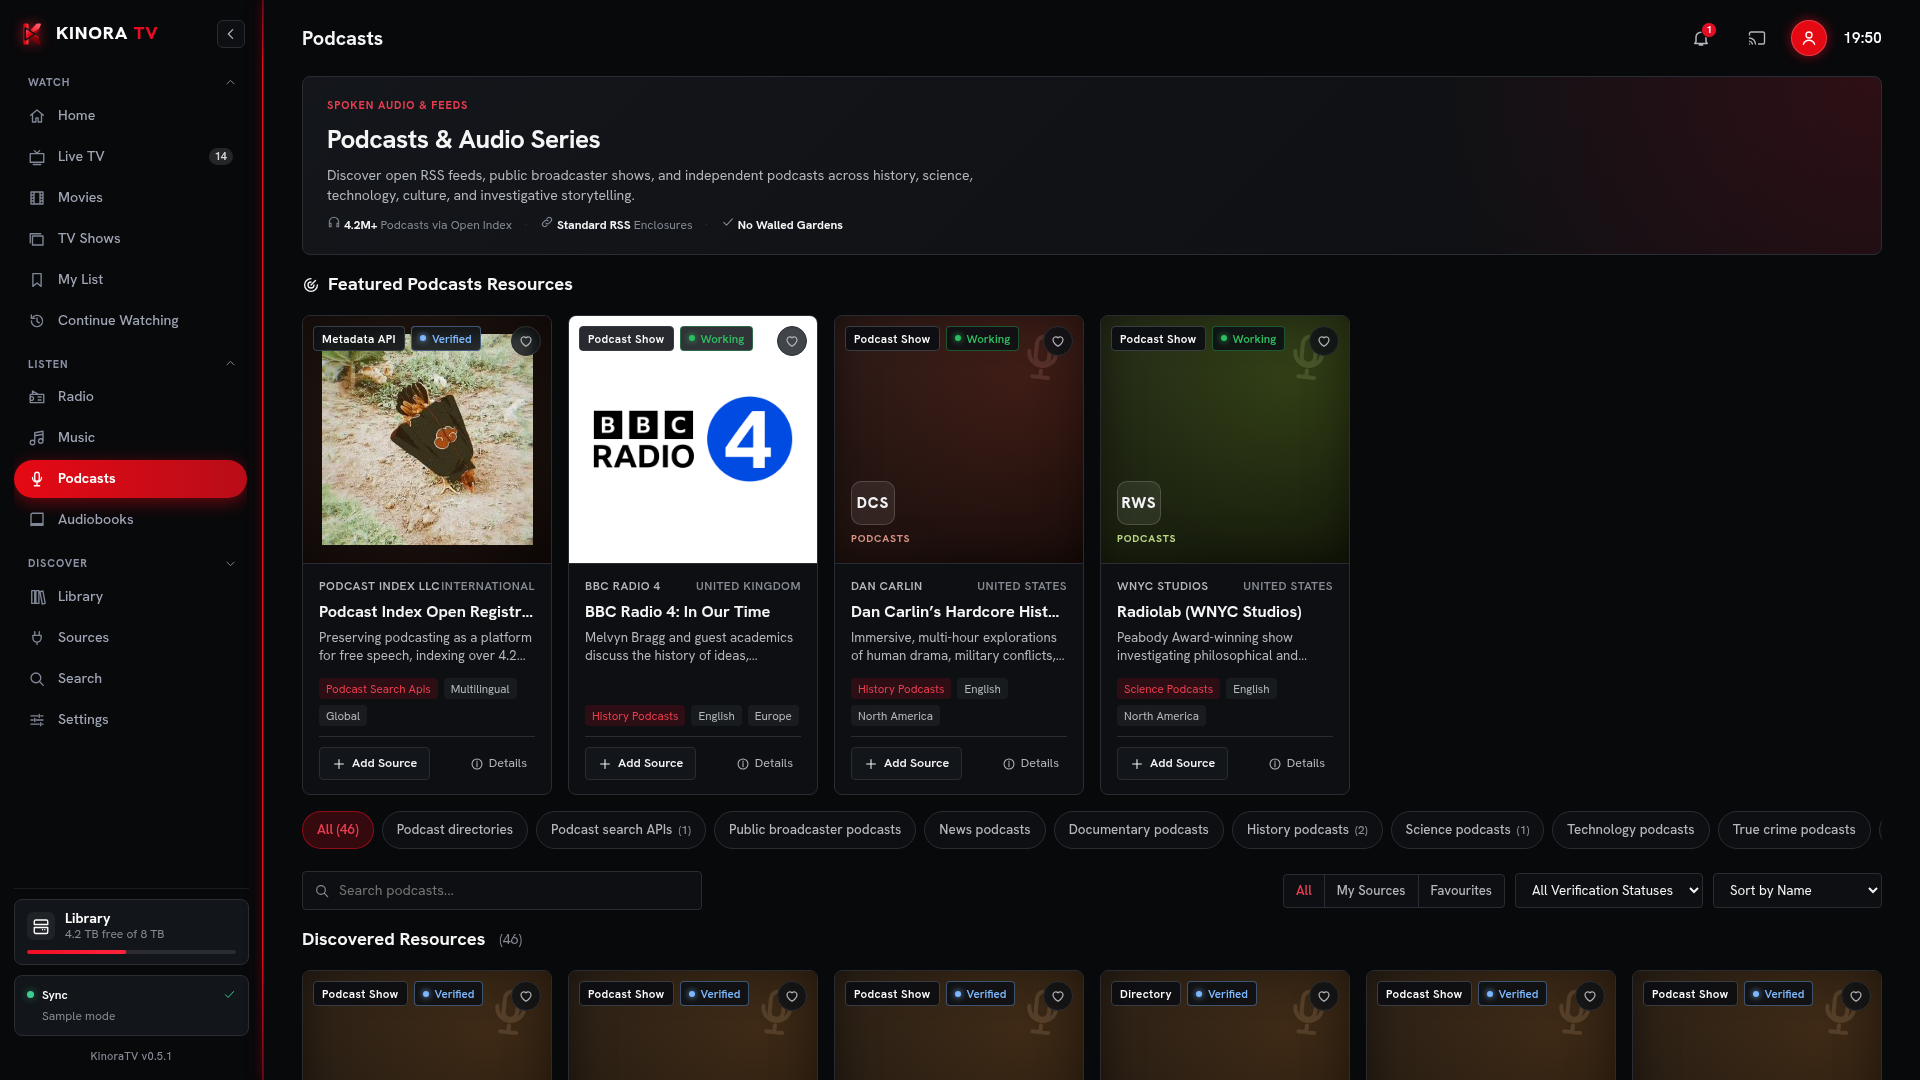 KINORA TV
WATCH
Home
Live TV
14
Movies
TV Shows
My List
Continue Watching
LISTEN
Radio
Music
Podcasts
Audiobooks
DISCOVER
Library
Sources
Search
Settings
Library
4.2 TB free of 8 TB
Sync
Sample mode
KinoraTV v0.5.1
Podcasts
1
19:50
SPOKEN AUDIO & FEEDS
Podcasts & Audio Series
Discover open RSS feeds, public broadcaster shows, and independent podcasts across history, science,
technology, culture, and investigative storytelling.
4.2M+ Podcasts via Open Index · Standard RSS Enclosures · No Walled Gardens
Featured Podcasts Resources
Metadata API
Verified
PODCAST INDEX LLC
INTERNATIONAL
Podcast Index Open Registr...
Preserving podcasting as a platform
for free speech, indexing over 4.2...
Podcast Search Apis
Multilingual
Global
Add Source
Details
Podcast Show
Working
BBC
RADIO
4
BBC RADIO 4
UNITED KINGDOM
BBC Radio 4: In Our Time
Melvyn Bragg and guest academics
discuss the history of ideas,...
History Podcasts
English
Europe
Add Source
Details
Podcast Show
Working
DCS
PODCASTS
DAN CARLIN
UNITED STATES
Dan Carlin’s Hardcore Hist...
Immersive, multi-hour explorations
of human drama, military conflicts,...
History Podcasts
English
North America
Add Source
Details
Podcast Show
Working
RWS
PODCASTS
WNYC STUDIOS
UNITED STATES
Radiolab (WNYC Studios)
Peabody Award-winning show
investigating philosophical and...
Science Podcasts
English
North America
Add Source
Details
All (46)
Podcast directories
Podcast search APIs (1)
Public broadcaster podcasts
News podcasts
Documentary podcasts
History podcasts (2)
Science podcasts (1)
Technology podcasts
True crime podcasts
Search podcasts...
All
My Sources
Favourites
All Verification Statuses
Sort by Name
Discovered Resources (46)
Podcast Show
Verified
Podcast Show
Verified
Podcast Show
Verified
Directory
Verified
Podcast Show
Verified
Podcast Show
Verified